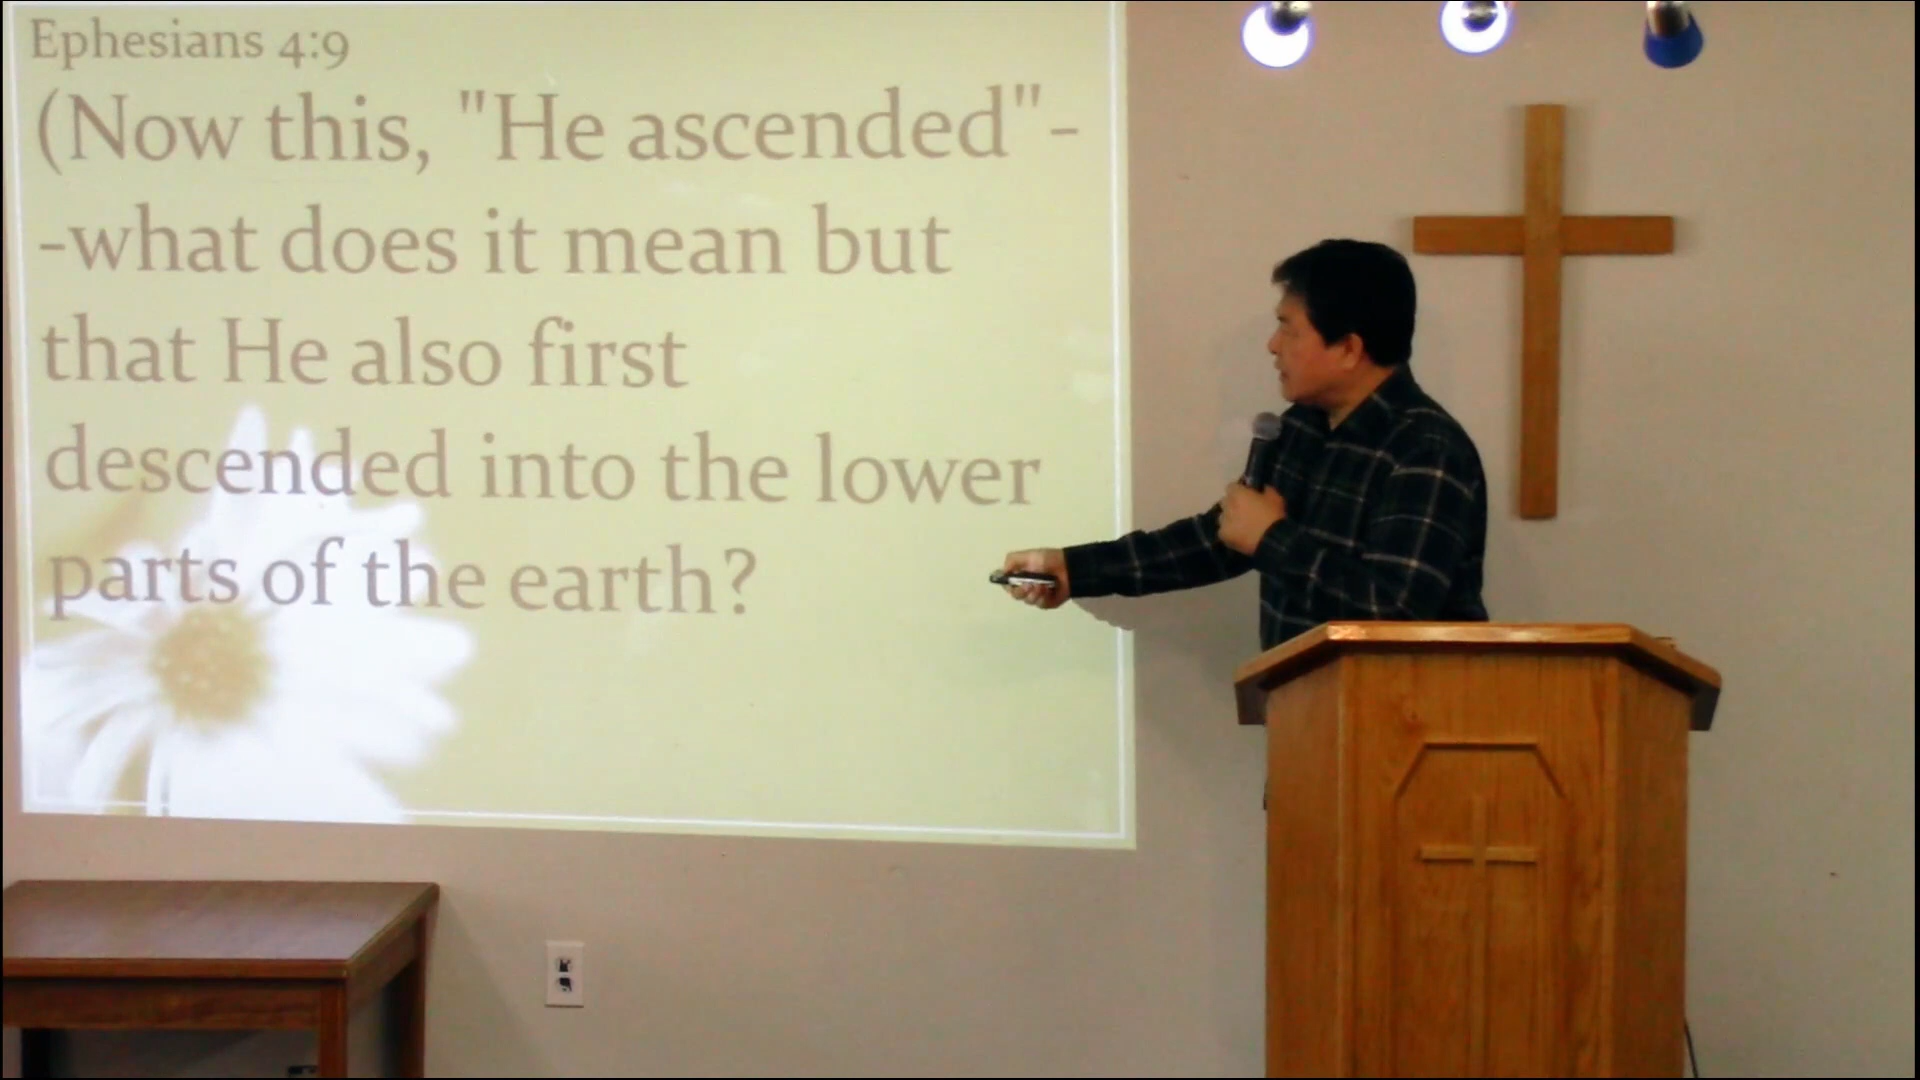 Ephesians 4:9
(Now this, "He ascended"-
-what does it mean but
that He also first
descended into the lower
parts of the earth?